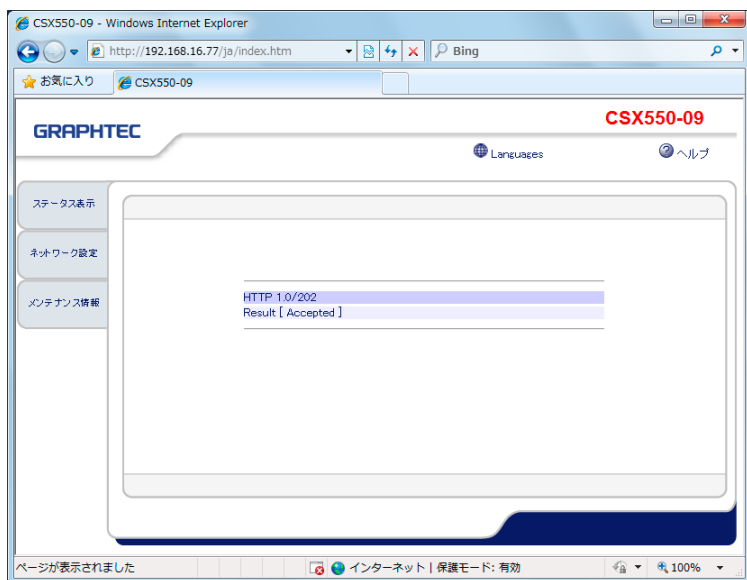 CSX550-09 - Windows Internet Explorer
http://192.168.16.77/ja/index.htm
Bing
お気に入り
CSX550-09
GRAPHTEC
CSX550-09
Languages
ヘルプ
ステータス表示
ネットワーク設定
メンテナンス情報
HTTP 1.0/202
Result [ Accepted ]
ページが表示されました
インターネット | 保護モード: 有効
100%